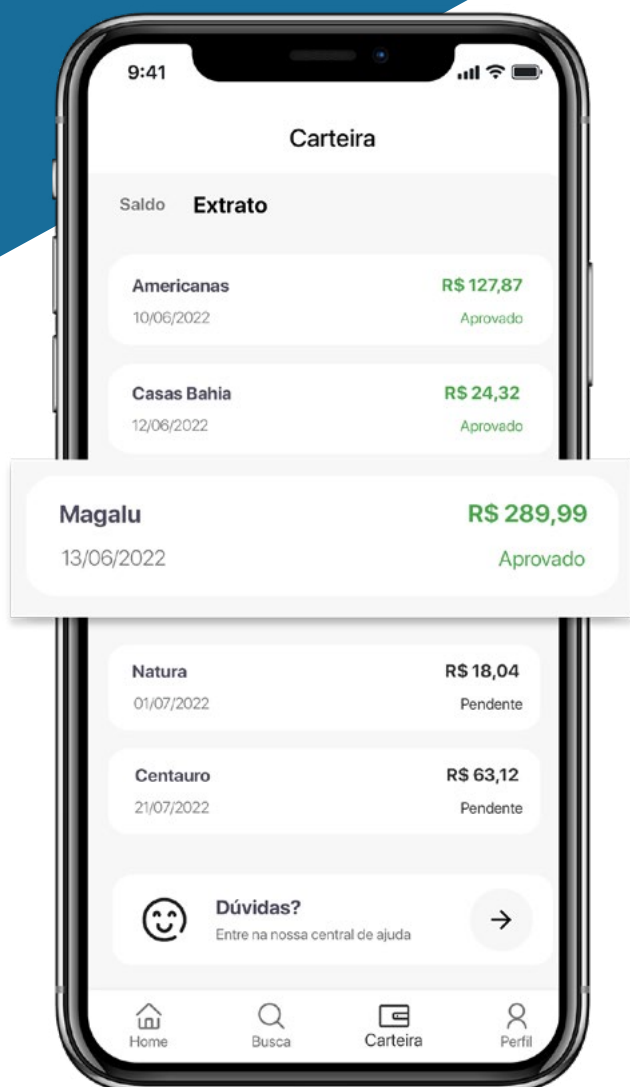 9:41
Carteira
Saldo Extrato
Americanas R$ 127,87
10/06/2022 Aprovado
Casas Bahia R$ 24,32
12/06/2022 Aprovado
Magalu R$ 289,99
13/06/2022 Aprovado
Natura R$ 18,04
01/07/2022 Pendente
Centauro R$ 63,12
21/07/2022 Pendente
Dúvidas?
Entre na nossa central de ajuda
Home Busca Carteira Perfil